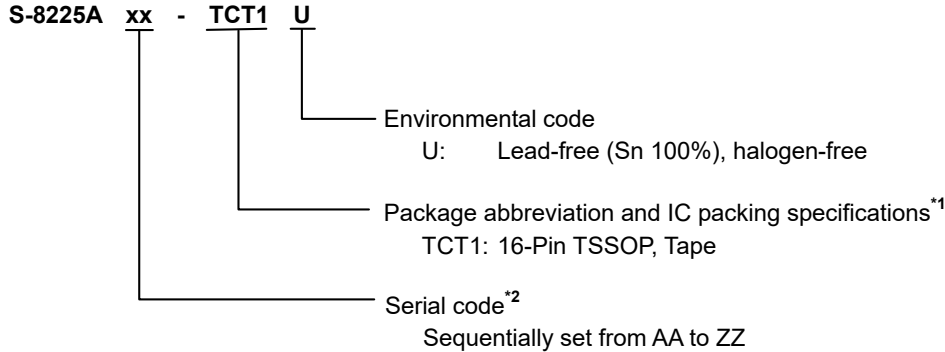 S-8225A xx - TCT1 U
Environmental code
U: Lead-free (Sn 100%), halogen-free
Package abbreviation and IC packing specifications*1
TCT1: 16-Pin TSSOP, Tape
Serial code*2
Sequentially set from AA to ZZ